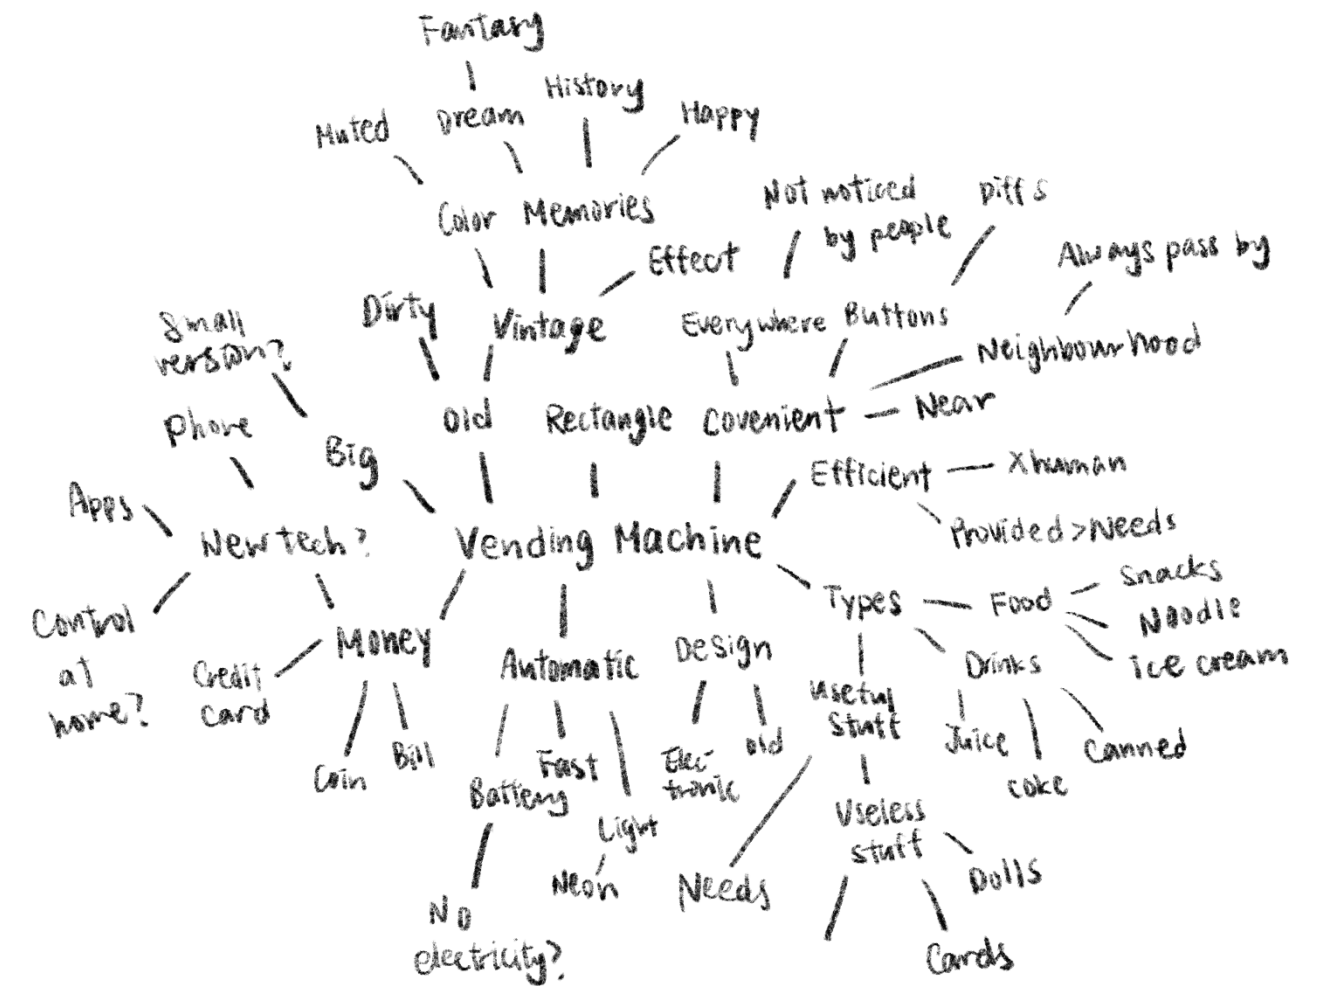 Fantasy
History
Happy
Dream
Muted
Color
Memories
Not noticed
by people
Diffs
Always pass by
Effect
Dirty
Vintage
Everywhere
Buttons
Neighbourhood
Small
version?
Phone
Big
Old
Rectangle
Covenient
Near
Efficient
X human
Provided > Needs
Apps
New tech?
Vending Machine
Types
Food
Snacks
Noodle
ice cream
Control
at
home?
Money
Credit
card
Coin
Bill
Automatic
Design
Useful
Stuff
Drinks
Juice
coke
Canned
Battery
Fast
Light
Neon
Elec-
tronic
old
Needs
Useless
stuff
Dolls
Cards
No
electricity?